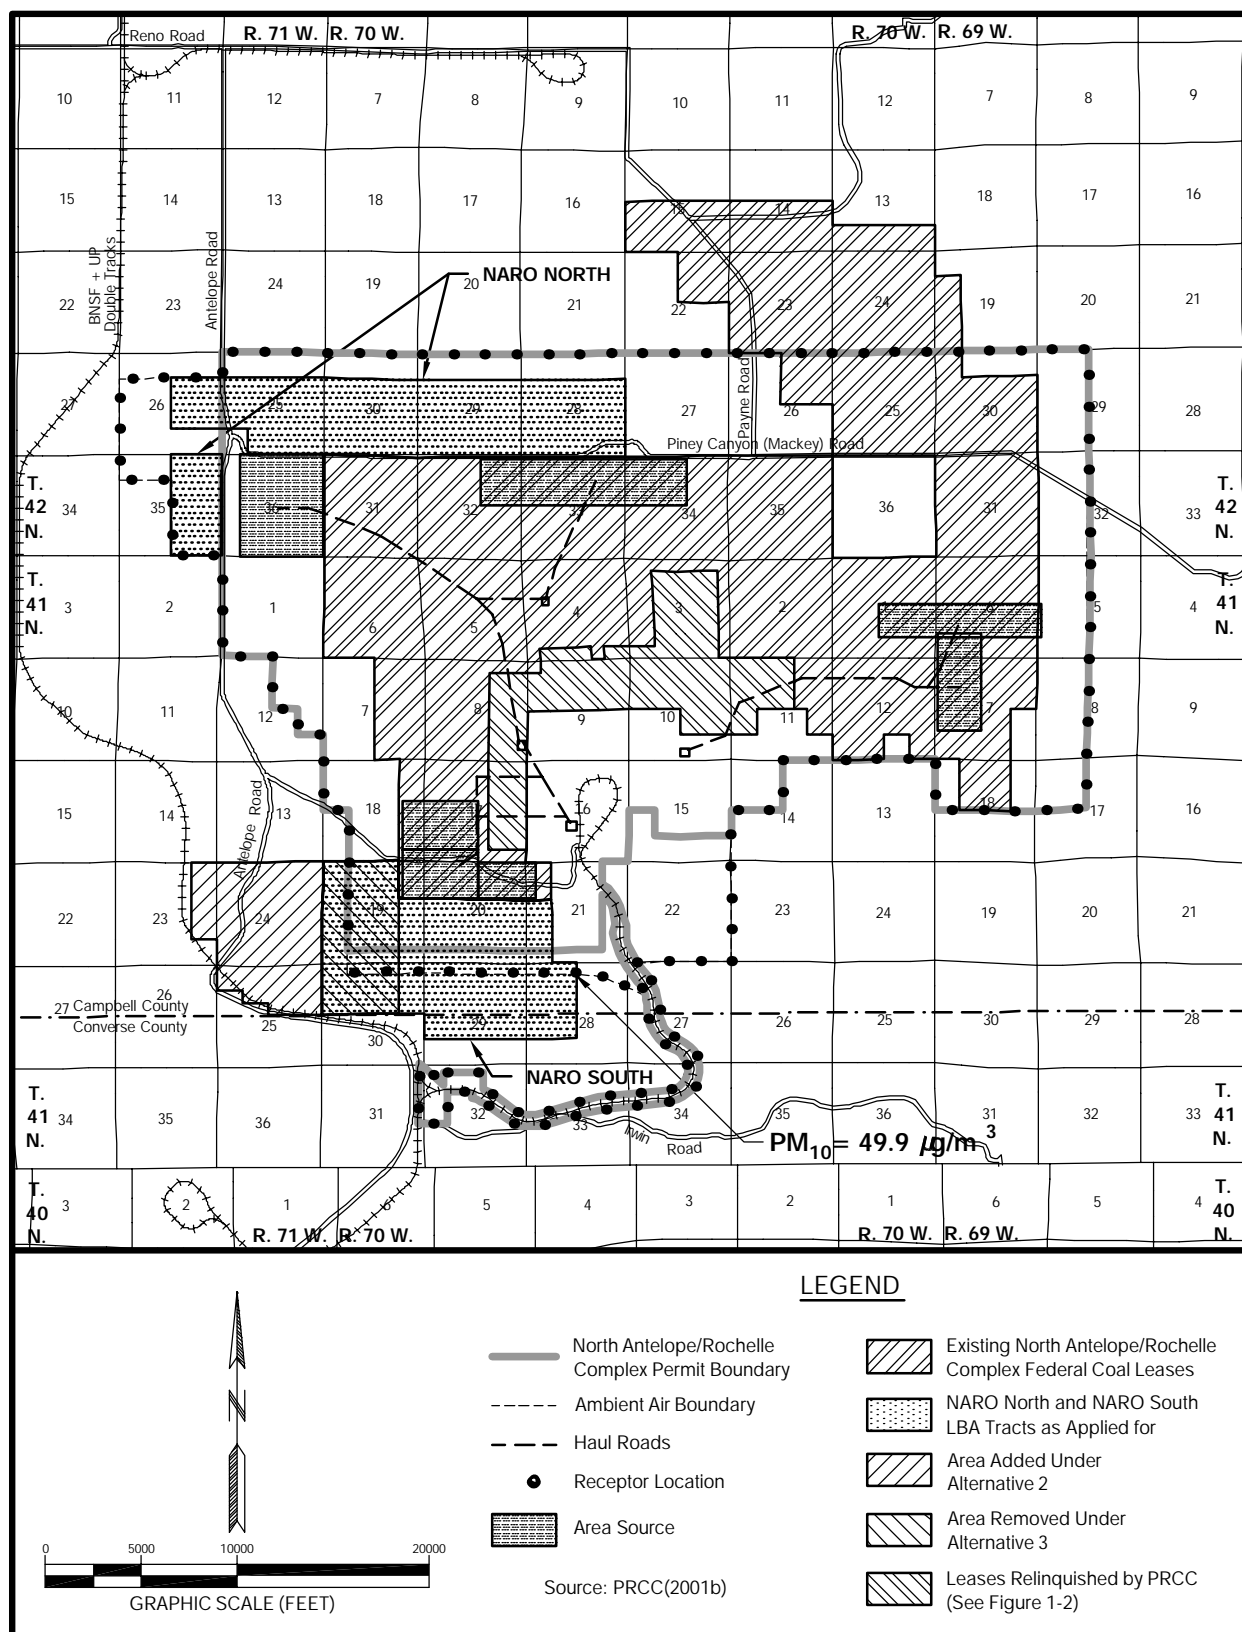 Reno Road
R. 71 W. R. 70 W.
R. 70 W. R. 69 W.
10 11 12 7 8 9 10 11 12 7 8 9
15 14 13 18 17 16 15 14 13 18 17 16
BNSF + UP
Double Tracks
Antelope Road
NARO NORTH
22 23 24 19 20 21 22 23 24 19 20 21
Payne Road
27 26 25 30 29 28 27 26 25 30 29 28
Piney Canyon (Mackey) Road
T.
42
N.
34 35 36 31 32 33 34 35 36 31 32 33
T.
42
N.
T.
41
N.
3 2 1 6 5 4 3 2 1 6 5 4
T.
41
N.
10 11 12 7 8 9 10 11 12 7 8 9
Antelope Road
15 14 13 18 17 16 15 14 13 18 17 16
22 23 24 19 20 21 22 23 24 19 20 21
27 26 25 30 29 28 27 26 25 30 29 28
Campbell County
Converse County
NARO SOUTH
T.
41
N.
34 35 36 31 32 33 34 35 36 31 32 33
T.
41
N.
Irwin Road
PM10= 49.9 µg/m3
T.
40
N.
3 2 1 6 5 4 3 2 1 6 5 4
T.
40
N.
R. 71 W. R. 70 W.
R. 70 W. R. 69 W.
LEGEND
North Antelope/Rochelle
Complex Permit Boundary
Ambient Air Boundary
Haul Roads
Receptor Location
Area Source
Source: PRCC(2001b)
Existing North Antelope/Rochelle
Complex Federal Coal Leases
NARO North and NARO South
LBA Tracts as Applied for
Area Added Under
Alternative 2
Area Removed Under
Alternative 3
Leases Relinquished by PRCC
(See Figure 1-2)
N
0 5000 10000 20000
GRAPHIC SCALE (FEET)